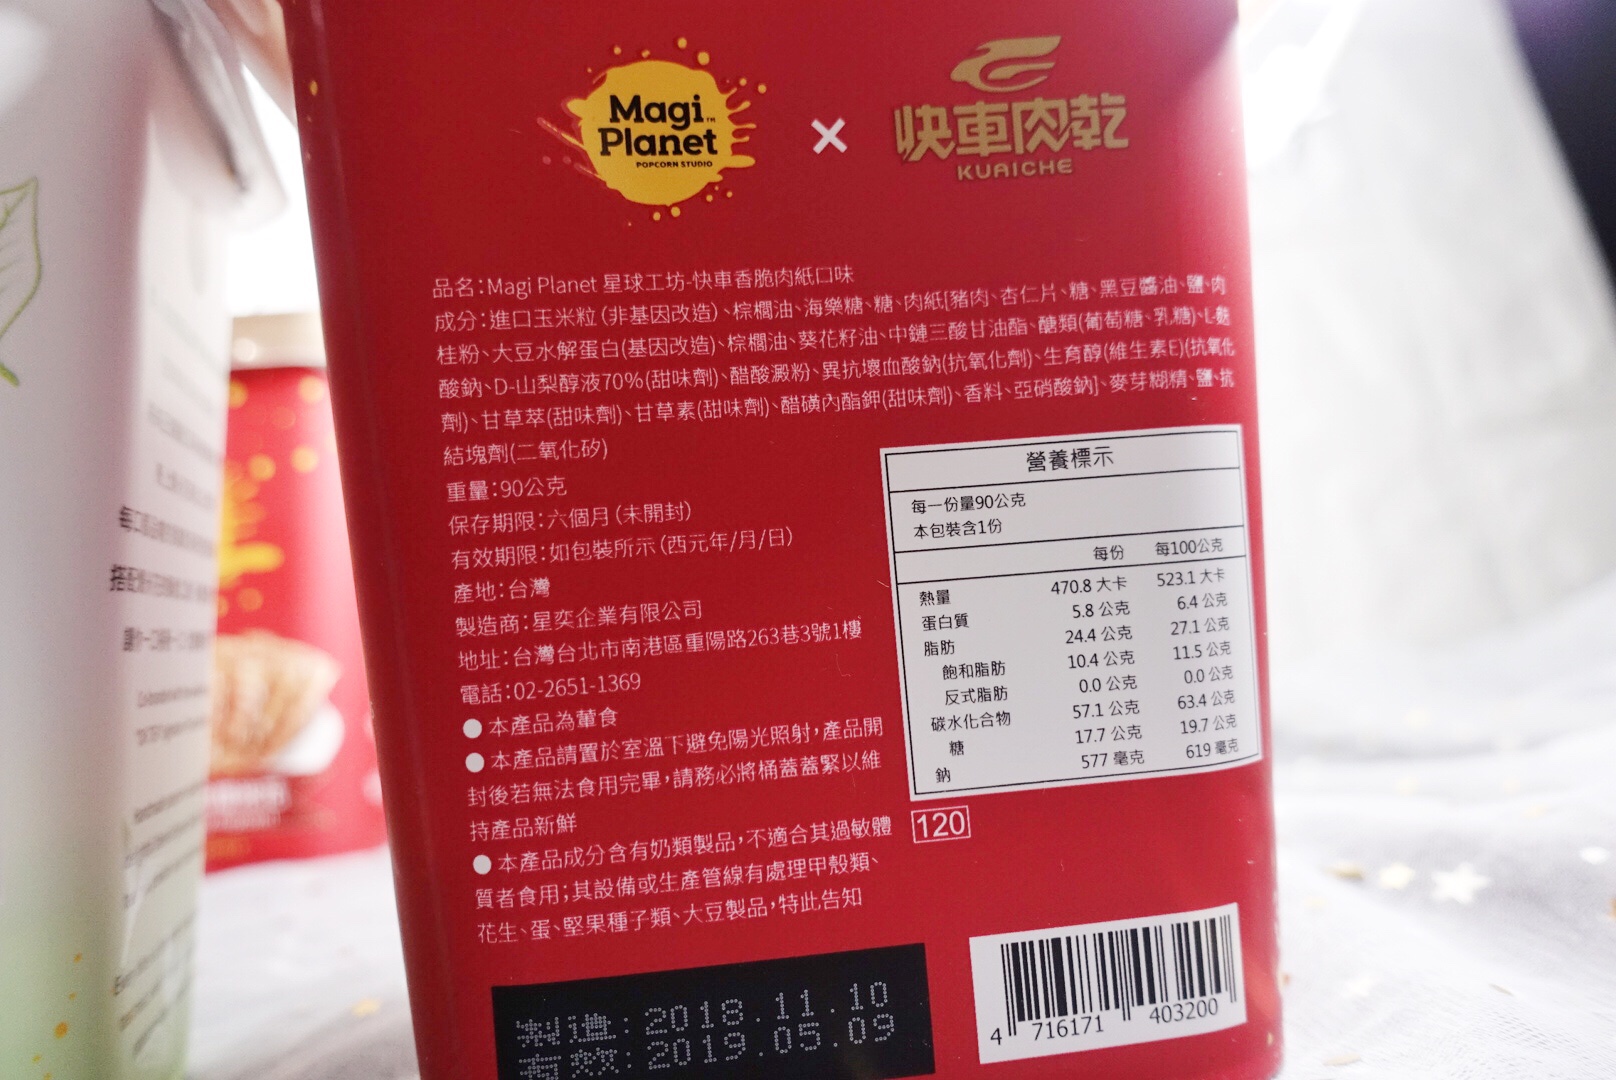 Magi
Planet™
POPCORN STUDIO
×
快車肉乾
KUAICHE
品名：Magi Planet 星球工坊-快車香脆肉紙口味
成分：進口玉米粒(非基因改造)、棕櫚油、海樂糖、糖、肉紙[豬肉、杏仁片、糖、黑豆醬油、鹽、肉
桂粉、大豆水解蛋白(基因改造)、棕櫚油、葵花籽油、中鏈三酸甘油酯、醣類(葡萄糖、乳糖)、L-麩
酸鈉、D-山梨醇液70%(甜味劑)、醋酸澱粉、異抗壞血酸鈉(抗氧化劑)、生育醇(維生素E)(抗氧化
劑)、甘草萃(甜味劑)、甘草素(甜味劑)、醋磺內酯鉀(甜味劑)、香料、亞硝酸鈉]、麥芽糊精、鹽、抗
結塊劑(二氧化矽)
重量：90公克
保存期限：六個月(未開封)
有效期限：如包裝所示(西元年/月/日)
產地：台灣
製造商：星奕企業有限公司
地址：台灣台北市南港區重陽路263巷3號1樓
電話：02-2651-1369
●本產品為葷食
●本產品請置於室溫下避免陽光照射，產品開
封後若無法食用完畢，請務必將桶蓋蓋緊以維
持產品新鮮
●本產品成分含有奶類製品，不適合其過敏體
質者食用；其設備或生產管線有處理甲殼類、
花生、蛋、堅果種子類、大豆製品，特此告知
營養標示
每一份量90公克
本包裝含1份
每份 每100公克
熱量 470.8 大卡 523.1 大卡
蛋白質 5.8 公克 6.4 公克
脂肪 24.4 公克 27.1 公克
飽和脂肪 10.4 公克 11.5 公克
反式脂肪 0.0 公克 0.0 公克
碳水化合物 57.1 公克 63.4 公克
糖 17.7 公克 19.7 公克
鈉 577 毫克 619 毫克
120
製造：2018.11.10
有效：2019.05.09
4 716171 403200